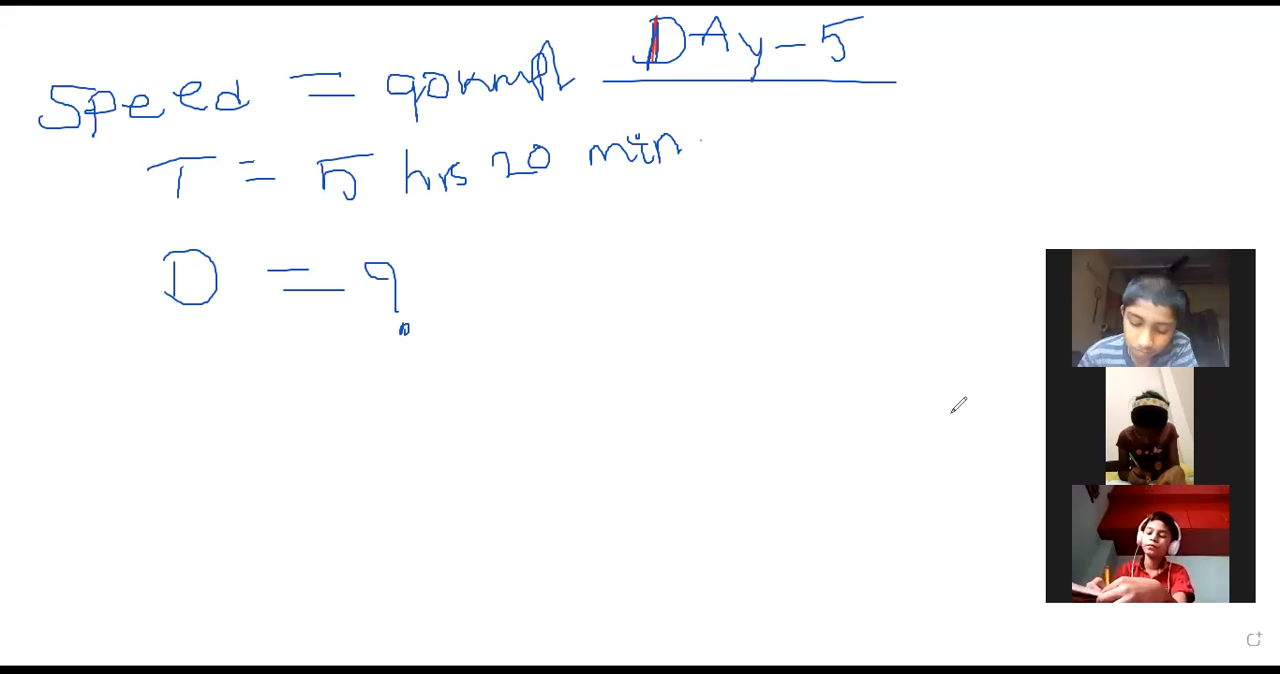 DAy - 5
Speed = 90kmph
T = 5 hrs 20 min
D = ?